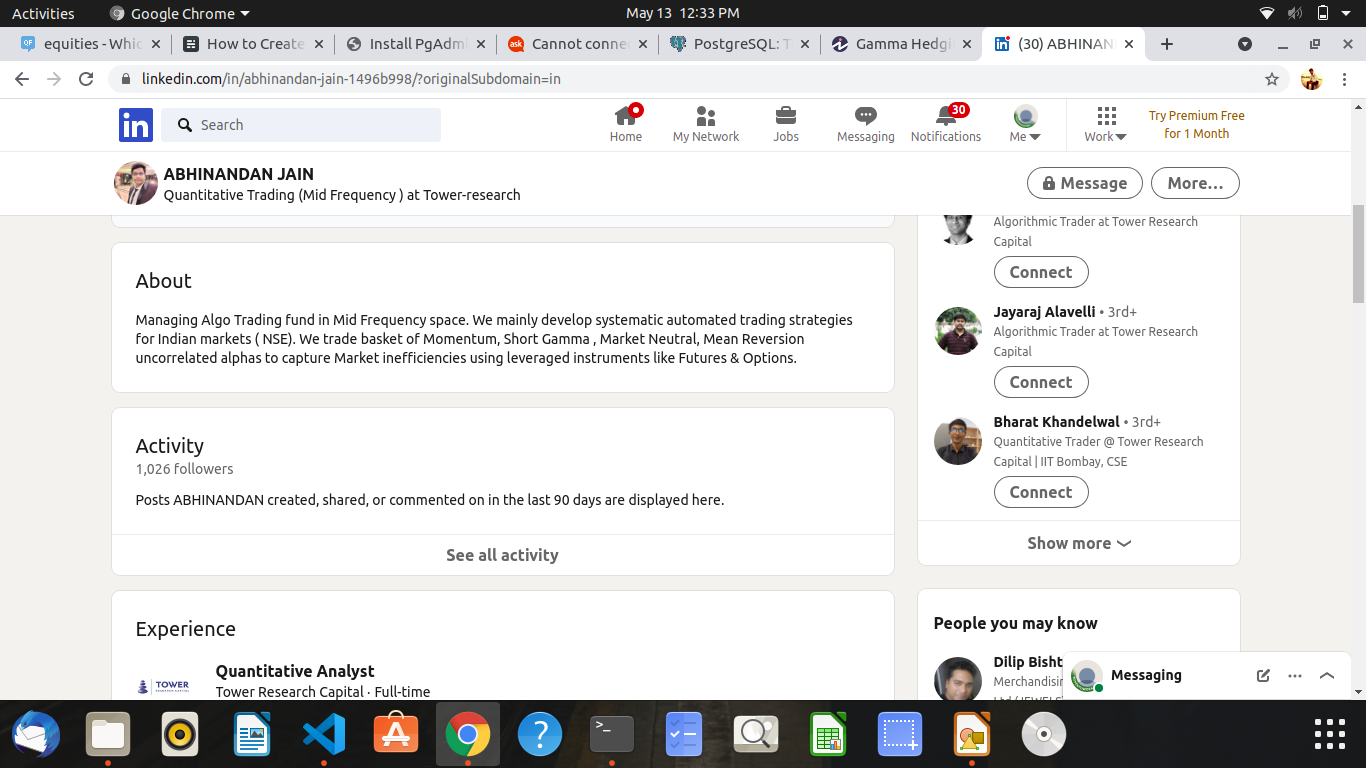 Activities
Google Chrome
May 13 12:33 PM
equities - Whic
How to Create
Install PgAdm
Cannot connec
PostgreSQL: T
Gamma Hedgi
(30) ABHINAN
linkedin.com/in/abhinandan-jain-1496b998/?originalSubdomain=in
in
Search
Home
My Network
Jobs
Messaging
30
Notifications
Me
Work
Try Premium Free
for 1 Month
ABHINANDAN JAIN
Quantitative Trading (Mid Frequency ) at Tower-research
Message
More…
About
Managing Algo Trading fund in Mid Frequency space. We mainly develop systematic automated trading strategies
for Indian markets ( NSE). We trade basket of Momentum, Short Gamma , Market Neutral, Mean Reversion
uncorrelated alphas to capture Market inefficiencies using leveraged instruments like Futures & Options.
Activity
1,026 followers
Posts ABHINANDAN created, shared, or commented on in the last 90 days are displayed here.
See all activity
Experience
TOWER
Quantitative Analyst
Tower Research Capital · Full-time
Algorithmic Trader at Tower Research
Capital
Connect
Jayaraj Alavelli • 3rd+
Algorithmic Trader at Tower Research
Capital
Connect
Bharat Khandelwal • 3rd+
Quantitative Trader @ Tower Research
Capital | IIT Bombay, CSE
Connect
Show more
People you may know
Dilip Bisht
Merchandisin
Messaging